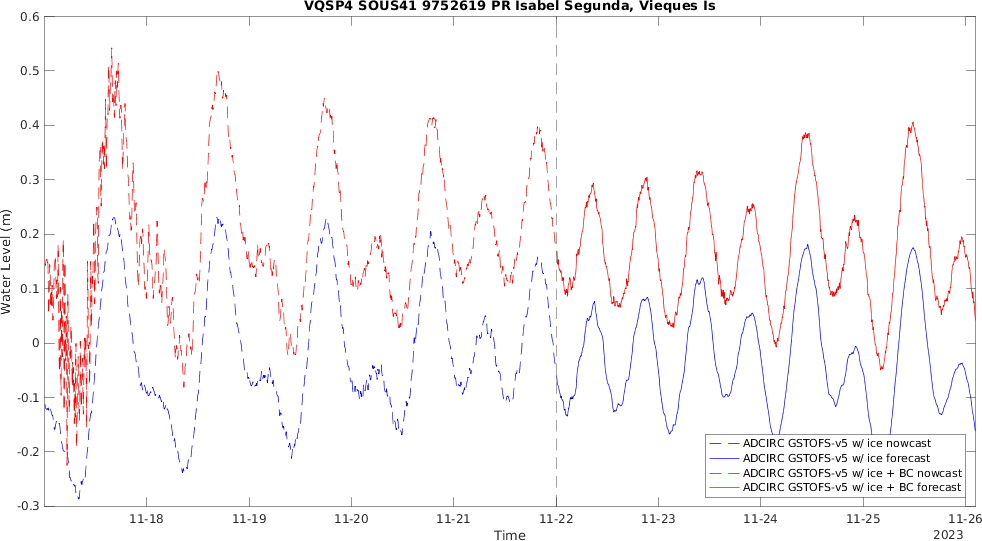 VQSP4 SOUS41 9752619 PR Isabel Segunda, Vieques Is
0.6
0.5
0.4
0.3
0.2
0.1
0
-0.1
-0.2
-0.3
Water Level (m)
11-18
11-19
11-20
11-21
11-22
11-23
11-24
11-25
11-26
Time
2023
ADCIRC GSTOFS-v5 w/ ice nowcast
ADCIRC GSTOFS-v5 w/ ice forecast
ADCIRC GSTOFS-v5 w/ ice + BC nowcast
ADCIRC GSTOFS-v5 w/ ice + BC forecast